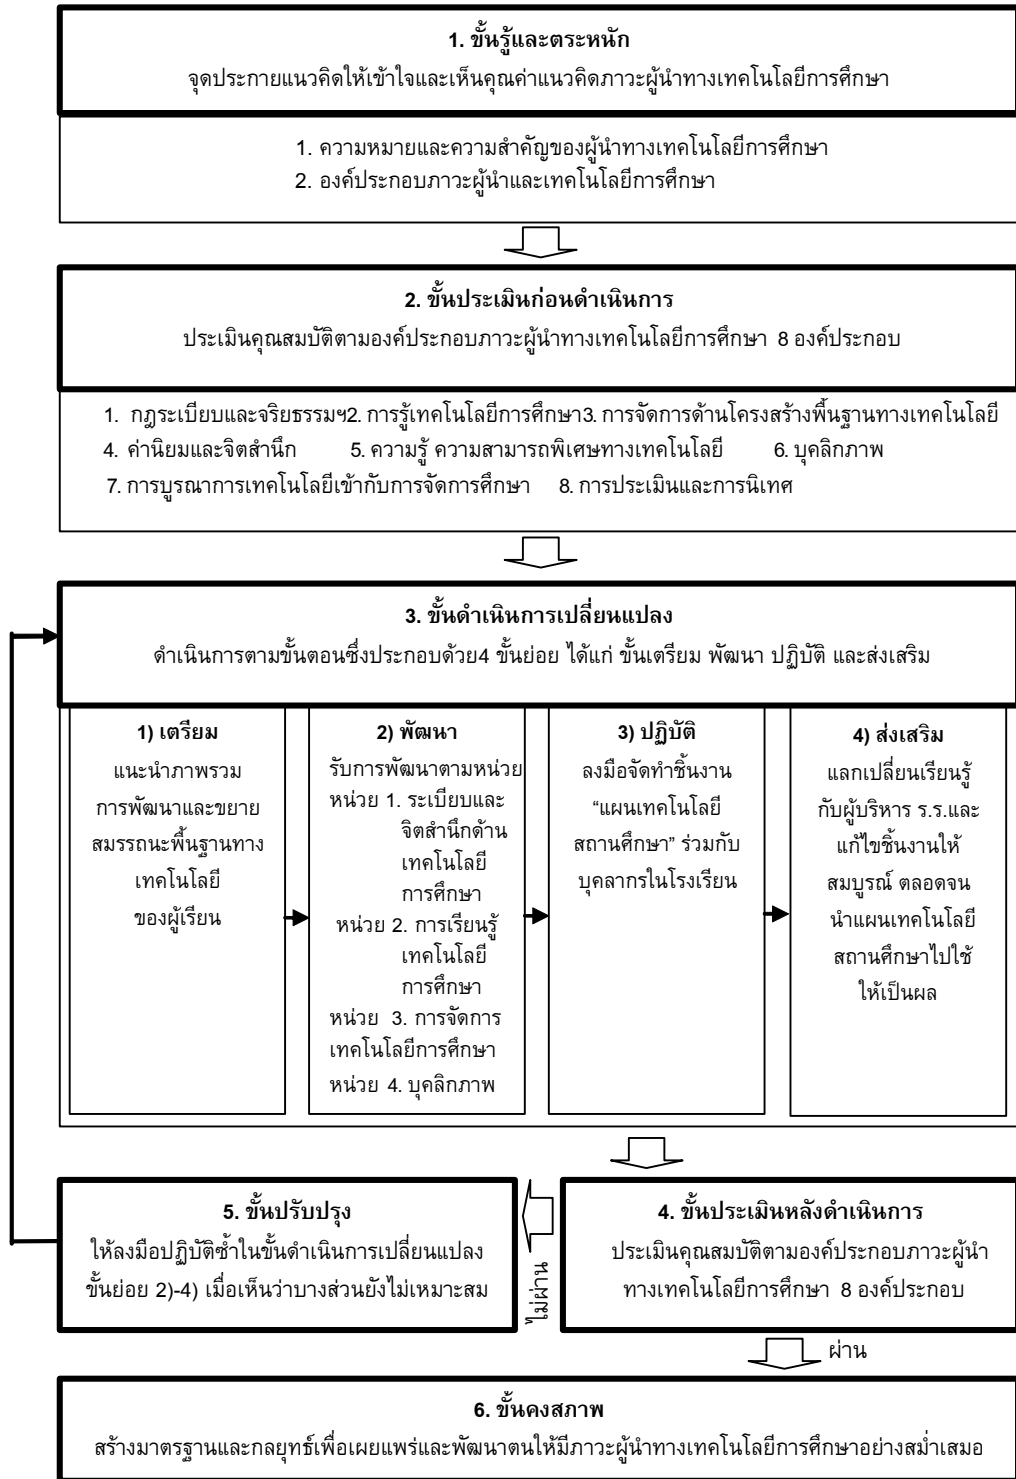 1. ขั้นรู้และตระหนัก
จุดประกายแนวคิดให้เข้าใจและเห็นคุณค่าแนวคิดภาวะผู้นำทางเทคโนโลยีการศึกษา
1. ความหมายและความสำคัญของผู้นำทางเทคโนโลยีการศึกษา
2. องค์ประกอบภาวะผู้นำและเทคโนโลยีการศึกษา
2. ขั้นประเมินก่อนดำเนินการ
ประเมินคุณสมบัติตามองค์ประกอบภาวะผู้นำทางเทคโนโลยีการศึกษา 8 องค์ประกอบ
1. กฎระเบียบและจริยธรรมฯ2. การรู้เทคโนโลยีการศึกษา3. การจัดการด้านโครงสร้างพื้นฐานทางเทคโนโลยี
4. ค่านิยมและจิตสำนึก 5. ความรู้ ความสามารถพิเศษทางเทคโนโลยี 6. บุคลิกภาพ
7. การบูรณาการเทคโนโลยีเข้ากับการจัดการศึกษา 8. การประเมินและการนิเทศ
3. ขั้นดำเนินการเปลี่ยนแปลง
ดำเนินการตามขั้นตอนซึ่งประกอบด้วย4 ขั้นย่อย ได้แก่ ขั้นเตรียม พัฒนา ปฏิบัติ และส่งเสริม
1) เตรียม
แนะนำภาพรวม
การพัฒนาและขยาย
สมรรถนะพื้นฐานทาง
เทคโนโลยี
ของผู้เรียน
2) พัฒนา
รับการพัฒนาตามหน่วย
หน่วย 1. ระเบียบและ
จิตสำนึกด้าน
เทคโนโลยี
การศึกษา
หน่วย 2. การเรียนรู้
เทคโนโลยี
การศึกษา
หน่วย 3. การจัดการ
เทคโนโลยีการศึกษา
หน่วย 4. บุคลิกภาพ
3) ปฏิบัติ
ลงมือจัดทำชิ้นงาน
“แผนเทคโนโลยี
สถานศึกษา” ร่วมกับ
บุคลากรในโรงเรียน
4) ส่งเสริม
แลกเปลี่ยนเรียนรู้
กับผู้บริหาร ร.ร.และ
แก้ไขชิ้นงานให้
สมบูรณ์ ตลอดจน
นำแผนเทคโนโลยี
สถานศึกษาไปใช้
ให้เป็นผล
5. ขั้นปรับปรุง
ให้ลงมือปฏิบัติซ้ำในขั้นดำเนินการเปลี่ยนแปลง
ขั้นย่อย 2)-4) เมื่อเห็นว่าบางส่วนยังไม่เหมาะสม
ไม่ผ่าน
4. ขั้นประเมินหลังดำเนินการ
ประเมินคุณสมบัติตามองค์ประกอบภาวะผู้นำ
ทางเทคโนโลยีการศึกษา 8 องค์ประกอบ
ผ่าน
6. ขั้นคงสภาพ
สร้างมาตรฐานและกลยุทธ์เพื่อเผยแพร่และพัฒนาตนให้มีภาวะผู้นำทางเทคโนโลยีการศึกษาอย่างสม่ำเสมอ